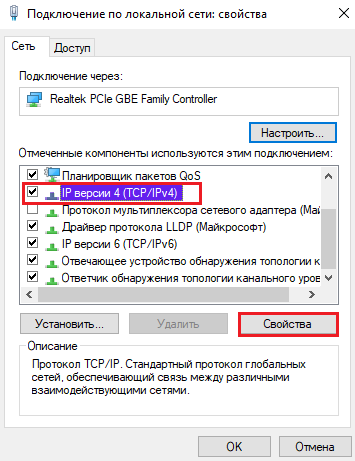 Подключение по локальной сети: свойства
Сеть
Доступ
Подключение через:
Realtek PCIe GBE Family Controller
Настроить...
Отмеченные компоненты используются этим подключением:
Планировщик пакетов QoS
IP версии 4 (TCP/IPv4)
Протокол мультиплексора сетевого адаптера (Май
Драйвер протокола LLDP (Майкрософт)
IP версии 6 (TCP/IPv6)
Отвечающее устройство обнаружения топологии к
Ответчик обнаружения топологии канального уров
Установить...
Удалить
Свойства
Описание
Протокол TCP/IP. Стандартный протокол глобальных
сетей, обеспечивающий связь между различными
взаимодействующими сетями.
OK
Отмена